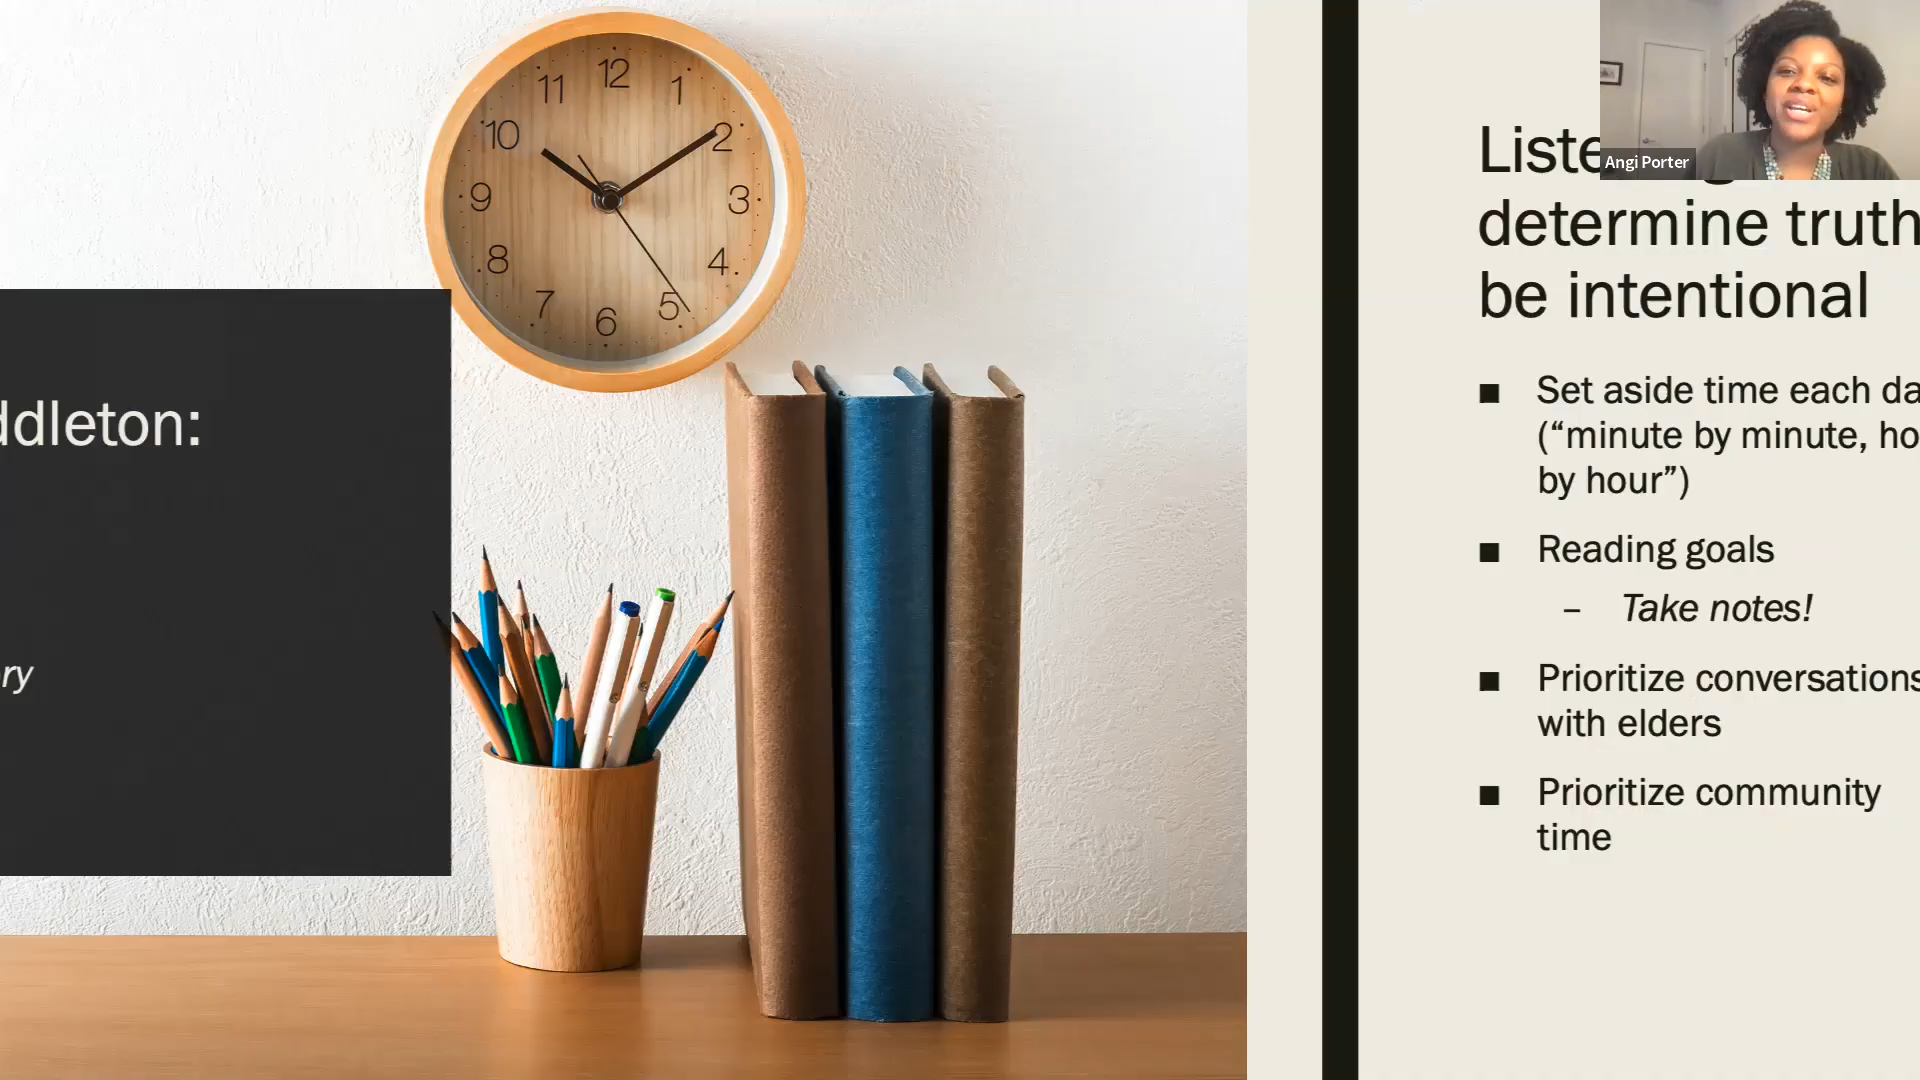 12
11
1
10
2
9
3
8
4
7
5
6
ddleton:
ry
Angi Porter
Liste
determine truth
be intentional
■ Set aside time each da
(“minute by minute, ho
by hour”)
■ Reading goals
– Take notes!
■ Prioritize conversations
with elders
■ Prioritize community
time